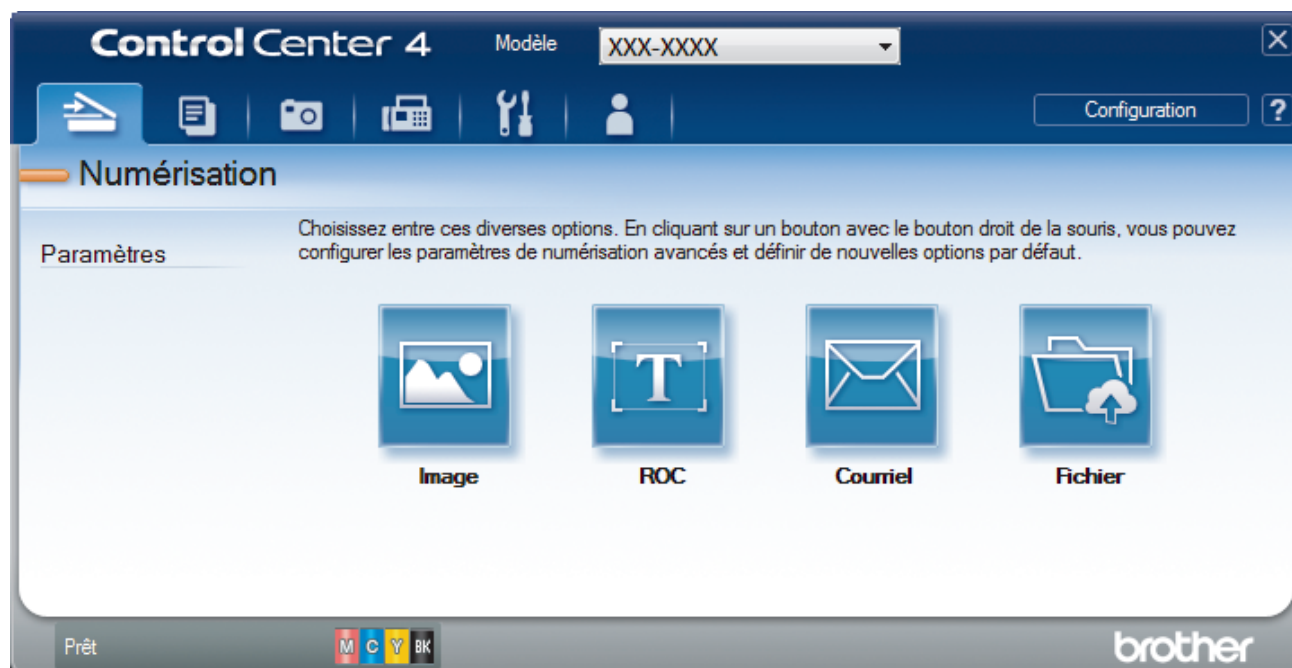 Control Center 4
Modèle
XXX-XXXX
Configuration
?
Numérisation
Paramètres
Choisissez entre ces diverses options. En cliquant sur un bouton avec le bouton droit de la souris, vous pouvez
configurer les paramètres de numérisation avancés et définir de nouvelles options par défaut.
T
Image
ROC
Courriel
Fichier
Prêt
M C Y BK
brother